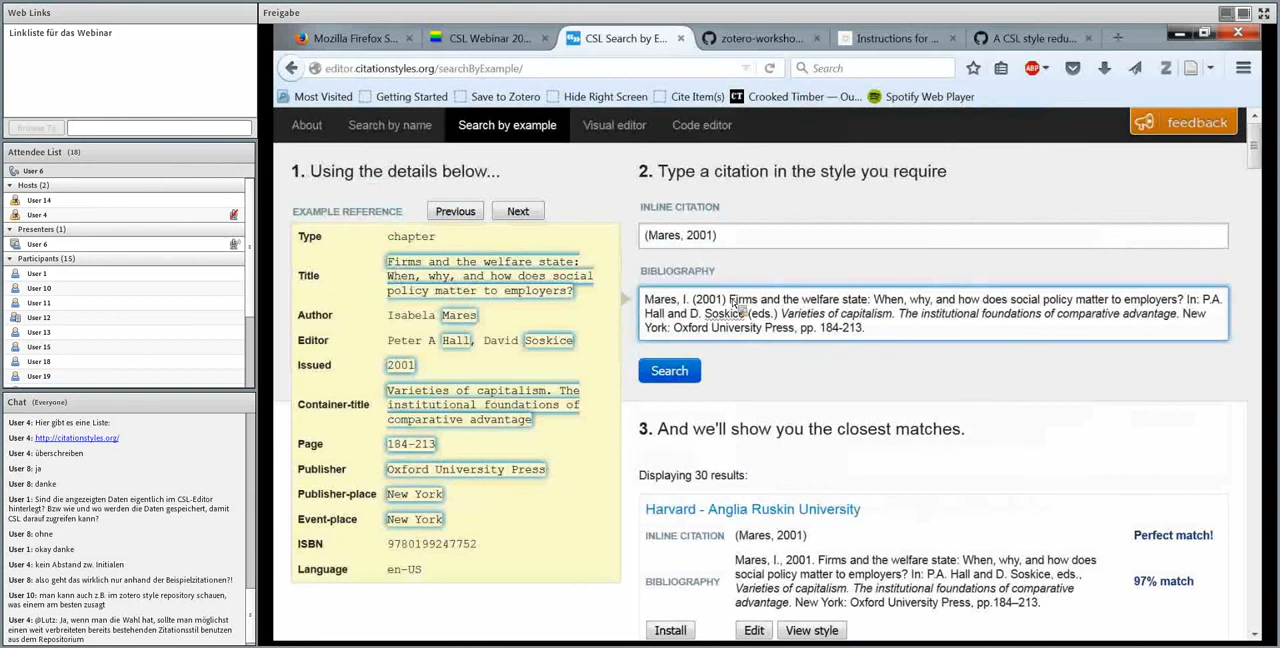 Web Links
Linkliste für das Webinar
Browse To
Attendee List (18)
User 6
Hosts (2)
User 14
User 4
Presenters (1)
User 6
Participants (15)
User 1
User 10
User 11
User 12
User 13
User 15
User 18
User 19
Chat (Everyone)
User 4: Hier gibt es eine Liste:
User 4: http://citationstyles.org/
User 4: überschreiben
User 8: ja
User 8: danke
User 1: Sind die angezeigten Daten eigentlich im CSL-Editor
hinterlegt? Bzw wie und wo werden die Daten gespeichert, damit
CSL darauf zugreifen kann?
User 8: ohne
User 1: okay danke
User 4: kein Abstand zw. Initialen
User 8: also geht das wirklich nur anhand der Beispielzitationen?!
User 10: man kann auch z.B. im zotero style repository schauen,
was einem am besten zusagt
User 4: @Lutz: Ja, wenn man die Wahl hat, sollte man möglichst
einen weit verbreiteten bereits bestehenden Zitationsstil benutzen
aus dem Repositorium
Freigabe
Mozilla Firefox S...
CSL Webinar 20...
CSL Search by E...
zotero-worksho...
Instructions for ...
A CSL style redu...
editor.citationstyles.org/searchByExample/
Search
ABP
Most Visited
Getting Started
Save to Zotero
Hide Right Screen
Cite Item(s)
CT Crooked Timber — Ou...
Spotify Web Player
About
Search by name
Search by example
Visual editor
Code editor
feedback
1. Using the details below...
EXAMPLE REFERENCE
Previous
Next
Type chapter
Title Firms and the welfare state:
When, why, and how does social
policy matter to employers?
Author Isabela Mares
Editor Peter A Hall, David Soskice
Issued 2001
Container-title Varieties of capitalism. The
institutional foundations of
comparative advantage
Page 184-213
Publisher Oxford University Press
Publisher-place New York
Event-place New York
ISBN 9780199247752
Language en-US
2. Type a citation in the style you require
INLINE CITATION
(Mares, 2001)
BIBLIOGRAPHY
Mares, I. (2001) Firms and the welfare state: When, why, and how does social policy matter to employers? In: P.A.
Hall and D. Soskice (eds.) Varieties of capitalism. The institutional foundations of comparative advantage. New
York: Oxford University Press, pp. 184-213.
Search
3. And we'll show you the closest matches.
Displaying 30 results:
Harvard - Anglia Ruskin University
INLINE CITATION
(Mares, 2001)
Perfect match!
BIBLIOGRAPHY
Mares, I., 2001. Firms and the welfare state: When, why, and how does
social policy matter to employers? In: P.A. Hall and D. Soskice, eds.,
Varieties of capitalism. The institutional foundations of comparative
advantage. New York: Oxford University Press, pp.184–213.
97% match
Install
Edit
View style